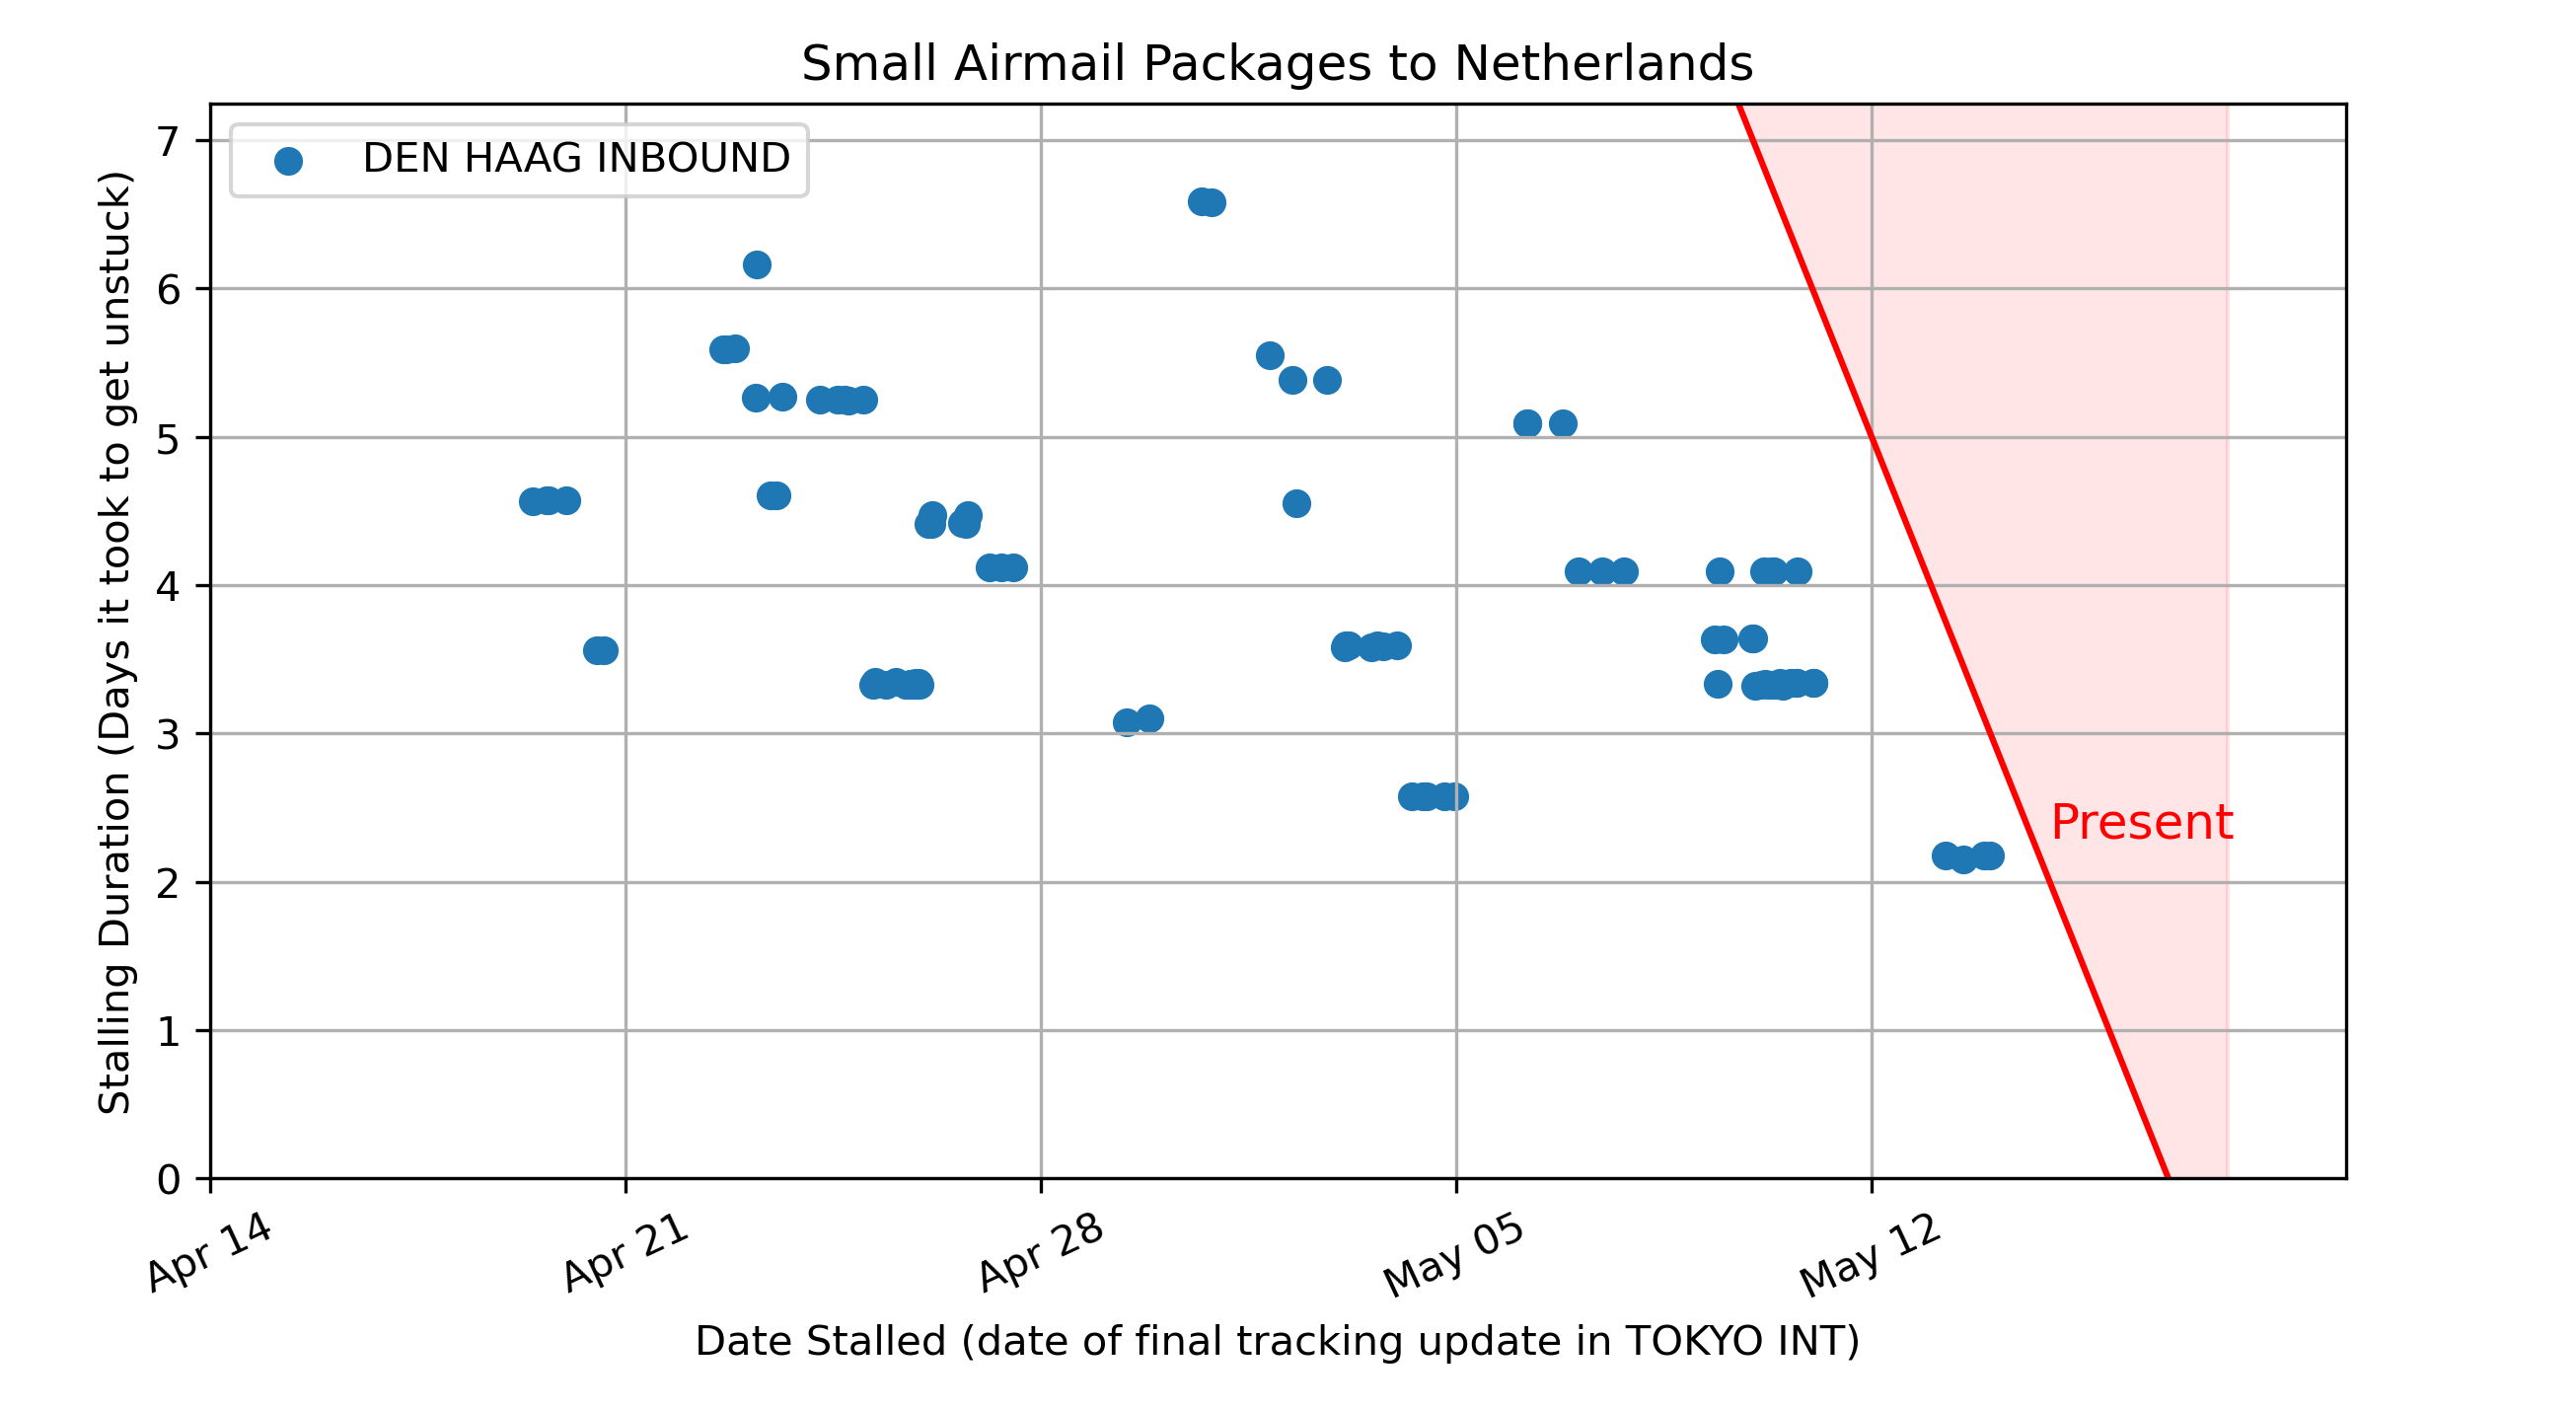 Small Airmail Packages to Netherlands
DEN HAAG INBOUND
Stalling Duration (Days it took to get unstuck)
7
6
5
4
3
2
1
0
Present
Apr 14
Apr 21
Apr 28
May 05
May 12
Date Stalled (date of final tracking update in TOKYO INT)